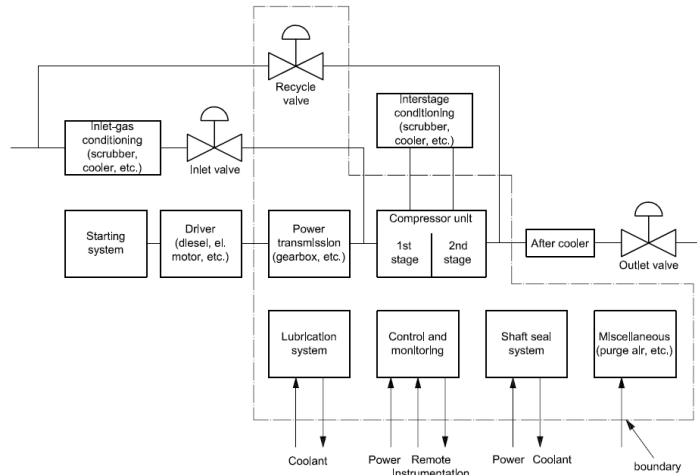 Recycle
valve
Inlet-gas
conditioning
(scrubber,
cooler, etc.)
Inlet valve
Interstage
conditioning
(scrubber,
cooler, etc.)
Starting
system
Driver
(diesel, el.
motor, etc.)
Power
transmission
(gearbox, etc.)
Compressor unit
1st
stage
2nd
stage
After cooler
Outlet valve
Lubrication
system
Control and
monitoring
Shaft seal
system
Miscellaneous
(purge air, etc.)
Coolant
Power
Remote
Instrumentation
Power
Coolant
boundary